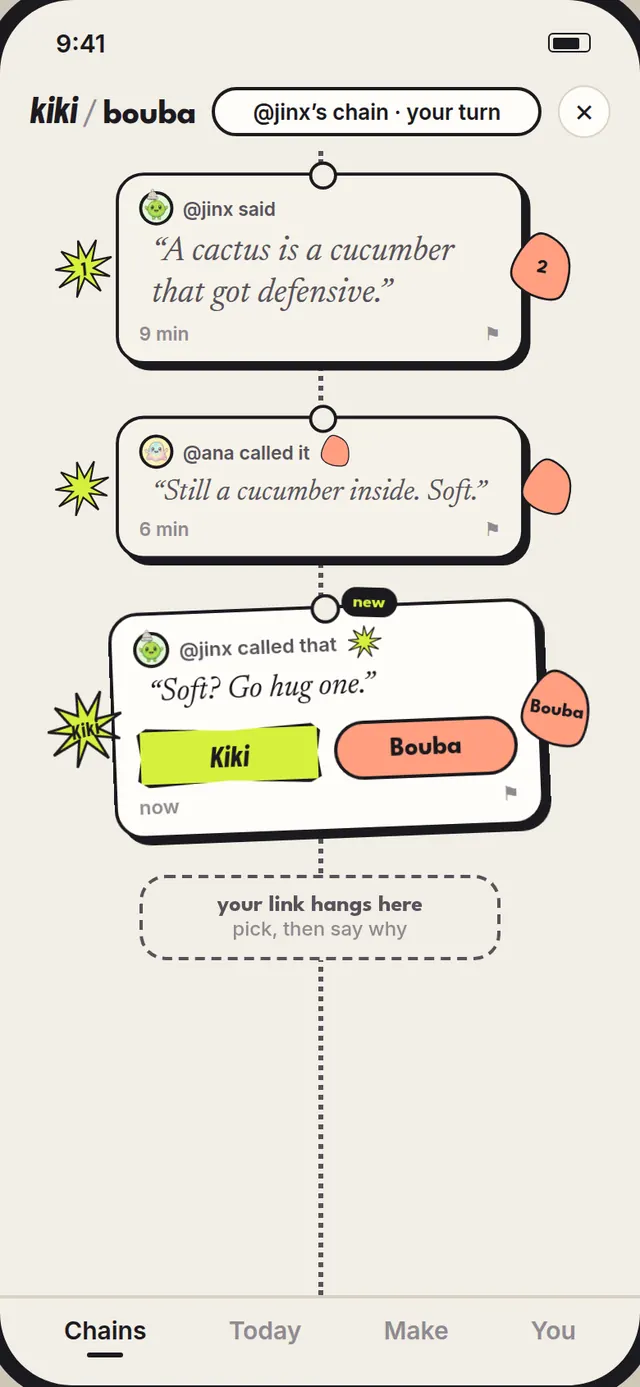 9:41
kiki / bouba
@jinx’s chain · your turn
@jinx said
“A cactus is a cucumber
that got defensive.”
1
2
9 min
@ana called it
“Still a cucumber inside. Soft.”
6 min
new
@jinx called that
“Soft? Go hug one.”
Kiki
Bouba
Kiki
Bouba
now
your link hangs here
pick, then say why
Chains
Today
Make
You